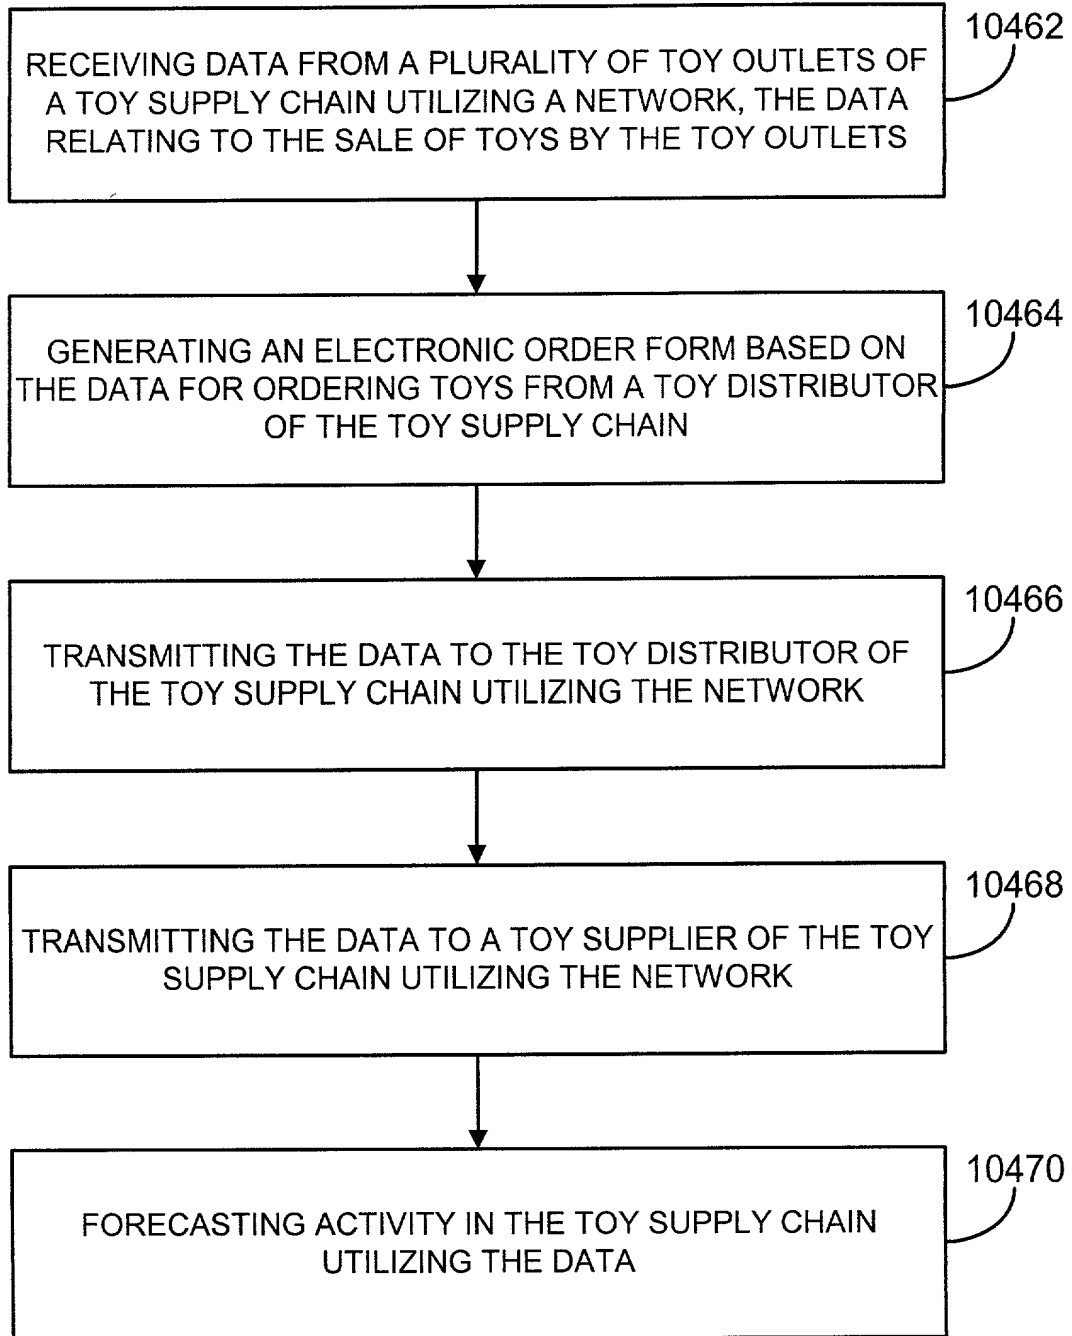 10462
RECEIVING DATA FROM A PLURALITY OF TOY OUTLETS OF
A TOY SUPPLY CHAIN UTILIZING A NETWORK, THE DATA
RELATING TO THE SALE OF TOYS BY THE TOY OUTLETS
10464
GENERATING AN ELECTRONIC ORDER FORM BASED ON
THE DATA FOR ORDERING TOYS FROM A TOY DISTRIBUTOR
OF THE TOY SUPPLY CHAIN
10466
TRANSMITTING THE DATA TO THE TOY DISTRIBUTOR OF
THE TOY SUPPLY CHAIN UTILIZING THE NETWORK
10468
TRANSMITTING THE DATA TO A TOY SUPPLIER OF THE TOY
SUPPLY CHAIN UTILIZING THE NETWORK
10470
FORECASTING ACTIVITY IN THE TOY SUPPLY CHAIN
UTILIZING THE DATA